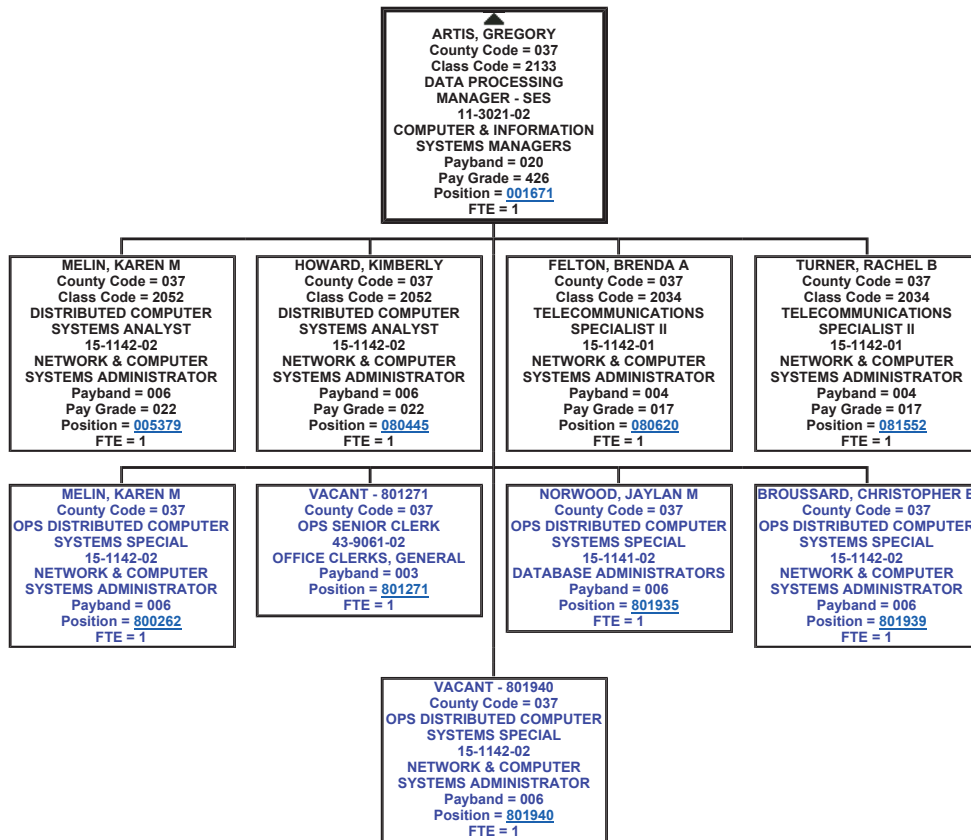 ARTIS, GREGORY
County Code = 037
Class Code = 2133
DATA PROCESSING
MANAGER - SES
11-3021-02
COMPUTER & INFORMATION
SYSTEMS MANAGERS
Payband = 020
Pay Grade = 426
Position = 001671
FTE = 1
MELIN, KAREN M
County Code = 037
Class Code = 2052
DISTRIBUTED COMPUTER
SYSTEMS ANALYST
15-1142-02
NETWORK & COMPUTER
SYSTEMS ADMINISTRATOR
Payband = 006
Pay Grade = 022
Position = 005379
FTE = 1
HOWARD, KIMBERLY
County Code = 037
Class Code = 2052
DISTRIBUTED COMPUTER
SYSTEMS ANALYST
15-1142-02
NETWORK & COMPUTER
SYSTEMS ADMINISTRATOR
Payband = 006
Pay Grade = 022
Position = 080445
FTE = 1
FELTON, BRENDA A
County Code = 037
Class Code = 2034
TELECOMMUNICATIONS
SPECIALIST II
15-1142-01
NETWORK & COMPUTER
SYSTEMS ADMINISTRATOR
Payband = 004
Pay Grade = 017
Position = 080620
FTE = 1
TURNER, RACHEL B
County Code = 037
Class Code = 2034
TELECOMMUNICATIONS
SPECIALIST II
15-1142-01
NETWORK & COMPUTER
SYSTEMS ADMINISTRATOR
Payband = 004
Pay Grade = 017
Position = 081552
FTE = 1
MELIN, KAREN M
County Code = 037
OPS DISTRIBUTED COMPUTER
SYSTEMS SPECIAL
15-1142-02
NETWORK & COMPUTER
SYSTEMS ADMINISTRATOR
Payband = 006
Position = 800262
FTE = 1
VACANT - 801271
County Code = 037
OPS SENIOR CLERK
43-9061-02
OFFICE CLERKS, GENERAL
Payband = 003
Position = 801271
FTE = 1
NORWOOD, JAYLAN M
County Code = 037
OPS DISTRIBUTED COMPUTER
SYSTEMS SPECIAL
15-1141-02
DATABASE ADMINISTRATORS
Payband = 006
Position = 801935
FTE = 1
BROUSSARD, CHRISTOPHER
County Code = 037
OPS DISTRIBUTED COMPUTER
SYSTEMS SPECIAL
15-1142-02
NETWORK & COMPUTER
SYSTEMS ADMINISTRATOR
Payband = 006
Position = 801939
FTE = 1
VACANT - 801940
County Code = 037
OPS DISTRIBUTED COMPUTER
SYSTEMS SPECIAL
15-1142-02
NETWORK & COMPUTER
SYSTEMS ADMINISTRATOR
Payband = 006
Position = 801940
FTE = 1